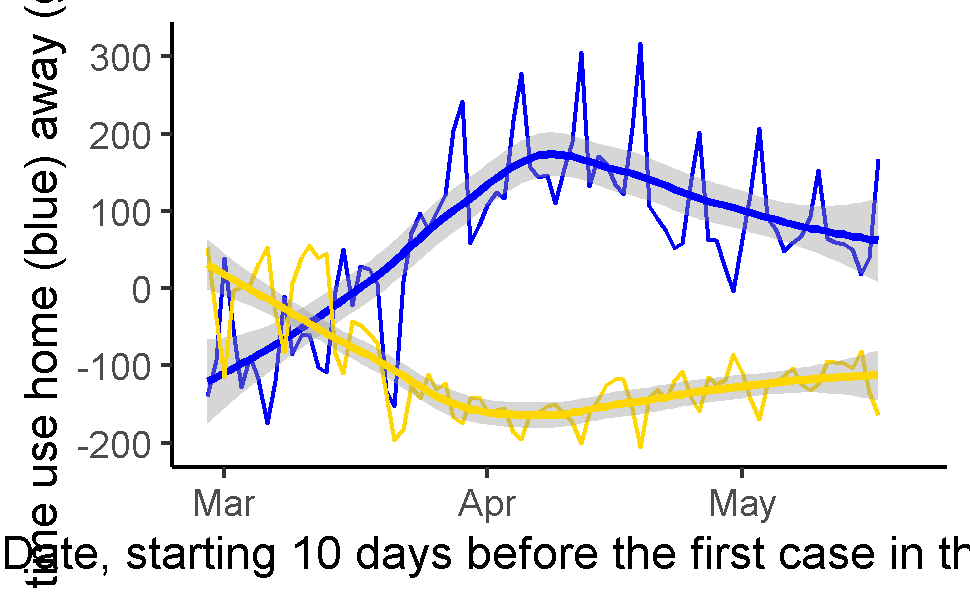 time use home (blue) away (
300
200
100
0
-100
-200
Mar Apr May
Date, starting 10 days before the first case in th